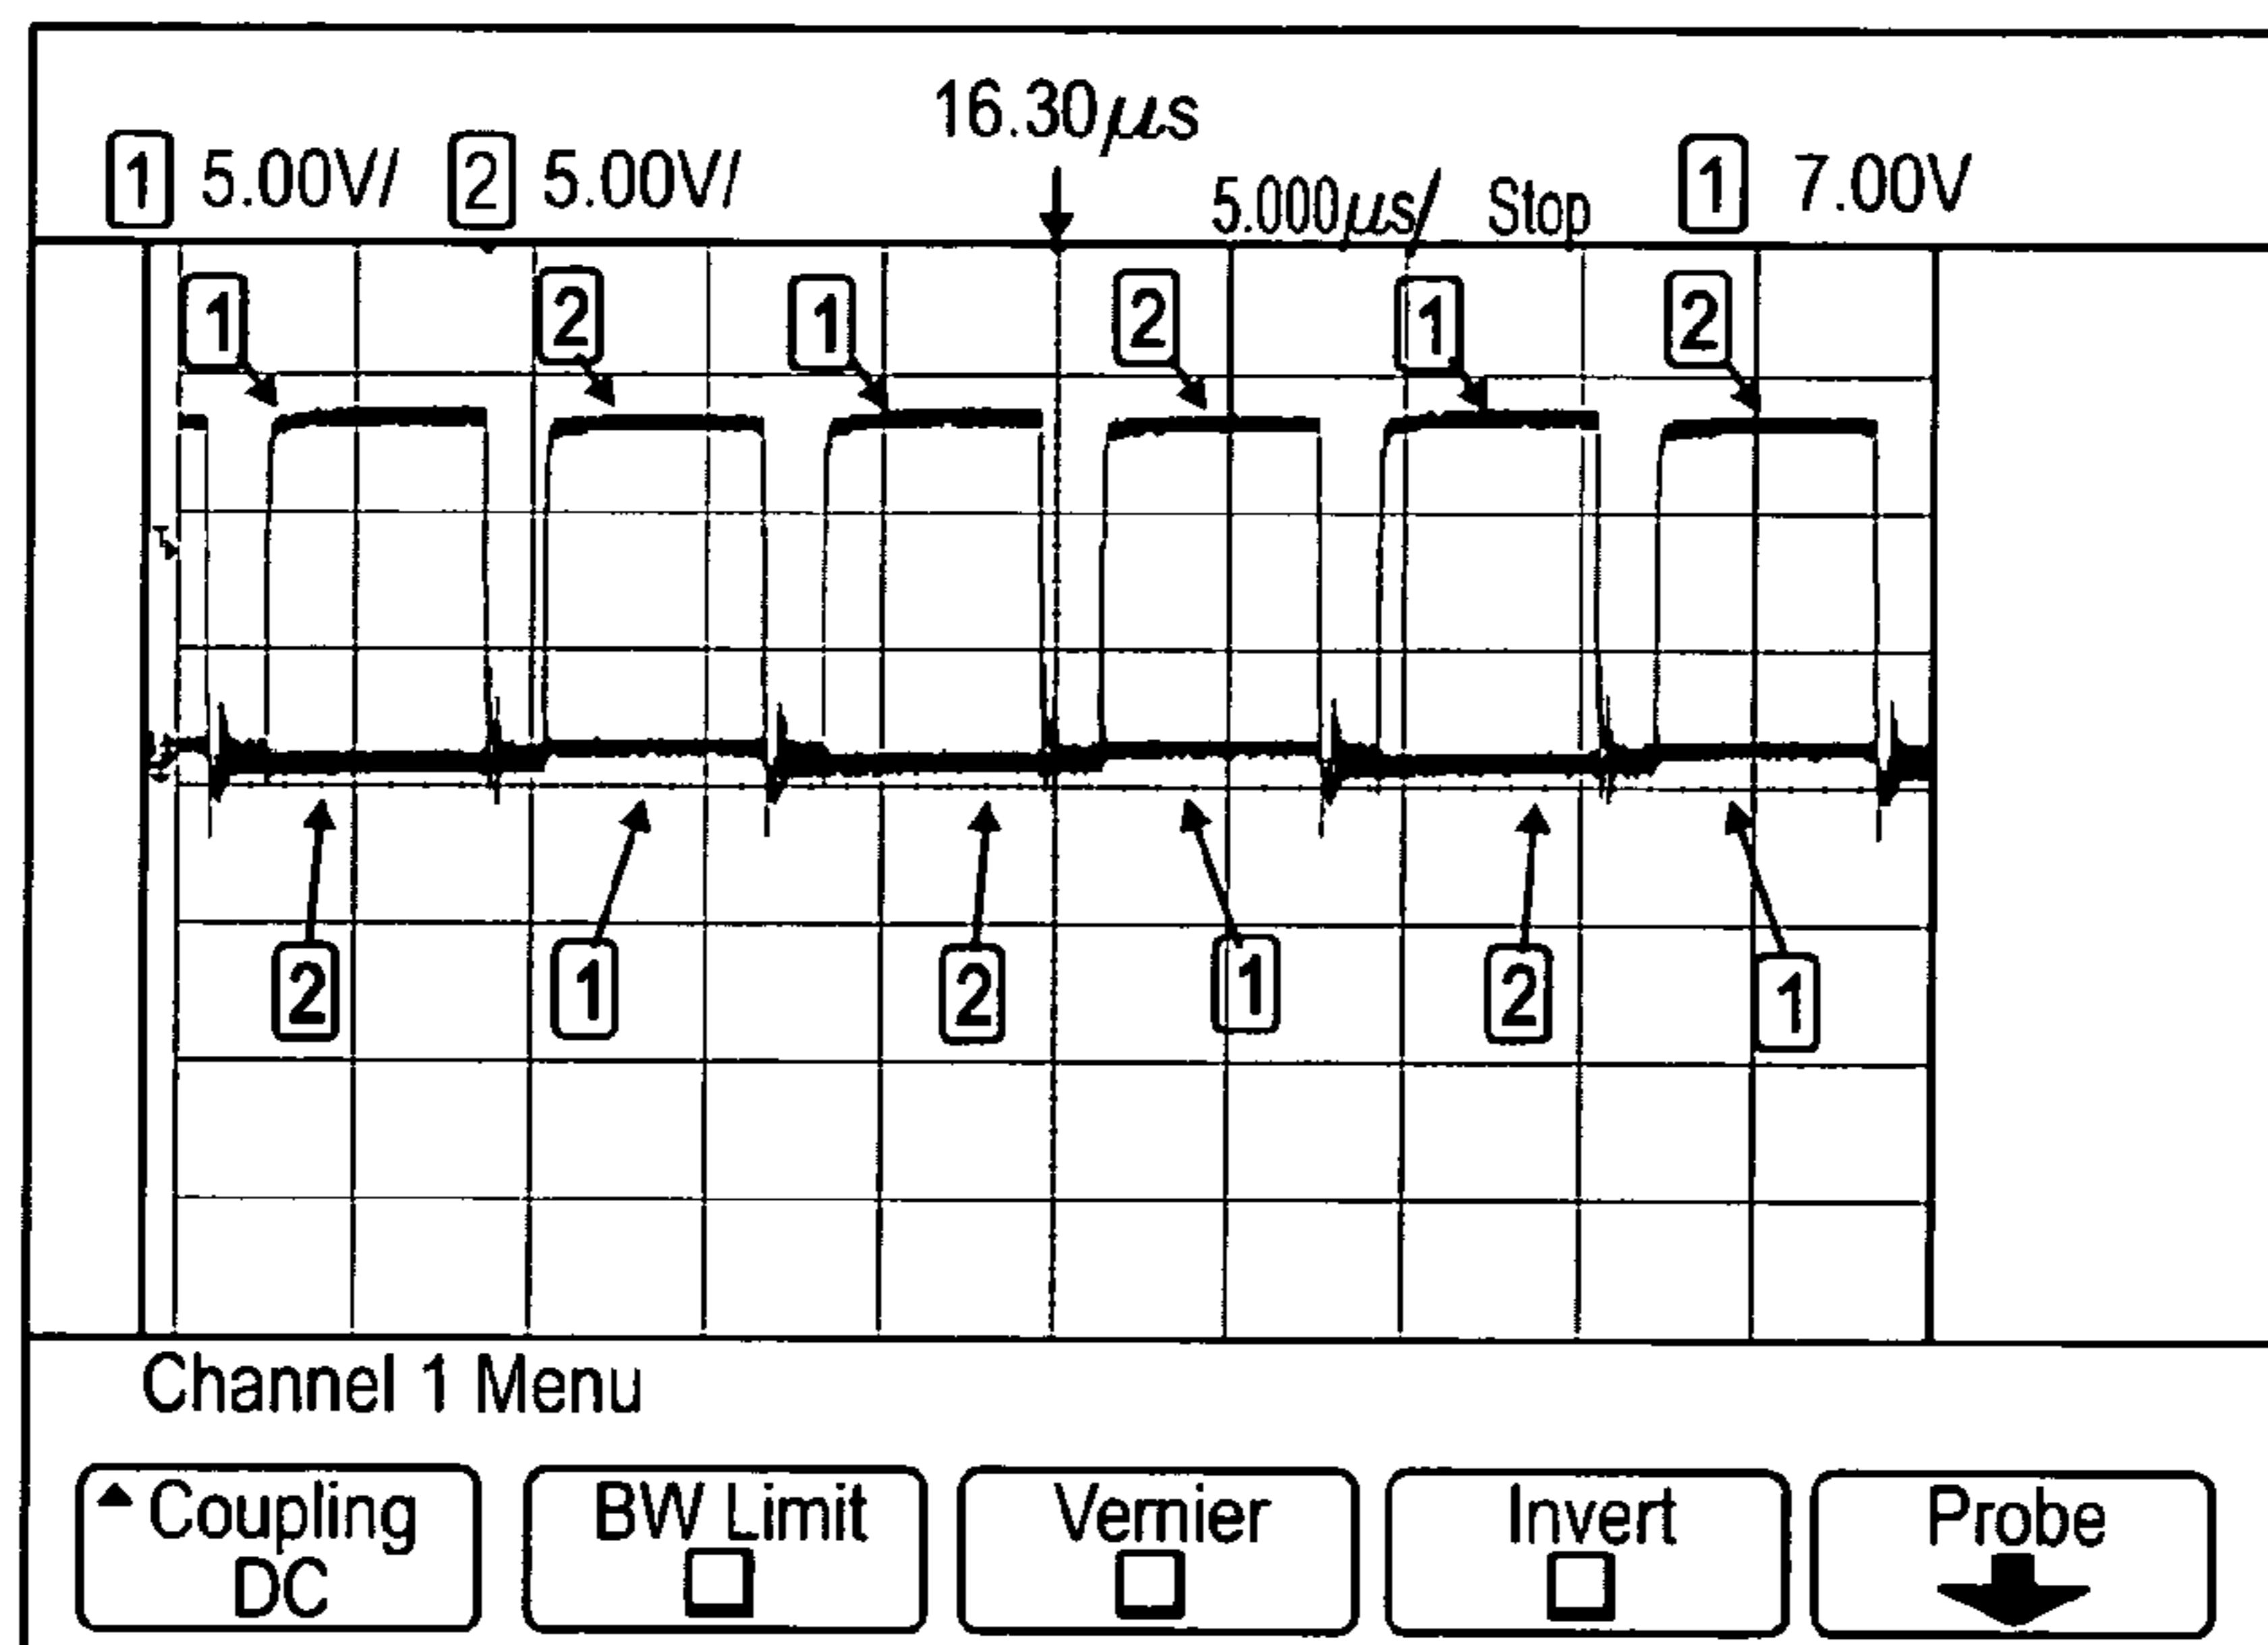 16.30μs
1 5.00V/ 2 5.00V/ 5.000μs/ Stop 1 7.00V
1 2 1 2 1 2
2 1 2 1 2 1
Channel 1 Menu
Coupling BW Limit Vernier Invert Probe
DC